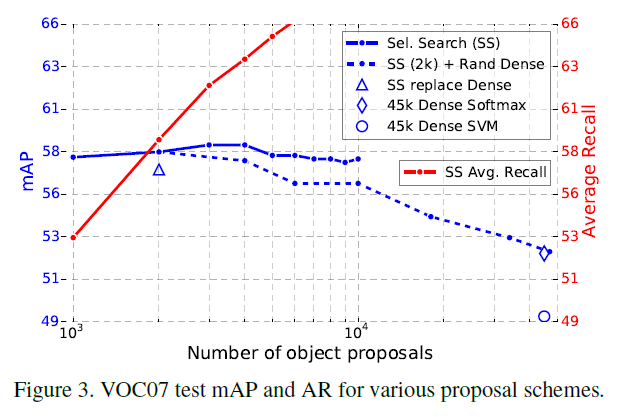 66
63
61
58
56
53
51
49
mAP
66
63
61
58
56
53
51
49
Average Recall
Sel. Search (SS)
SS (2k) + Rand Dense
SS replace Dense
45k Dense Softmax
45k Dense SVM
SS Avg. Recall
10³
10⁴
Number of object proposals
Figure 3. VOC07 test mAP and AR for various proposal schemes.